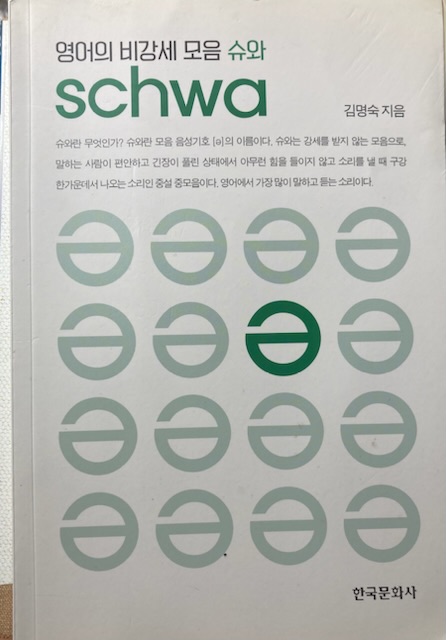 영어의 비강세 모음 슈와
schwa
김명숙 지음
슈와란 무엇인가? 슈와란 모음 음성기호 [ə]의 이름이다. 슈와는 강세를 받지 않는 모음으로,
말하는 사람이 편안하고 긴장이 풀린 상태에서 아무런 힘을 들이지 않고 소리를 낼 때 구강
한가운데서 나오는 소리인 중설 중모음이다. 영어에서 가장 많이 말하고 듣는 소리이다.
ə ə ə ə
ə ə ə ə
ə ə ə ə
ə ə ə ə
한국문화사